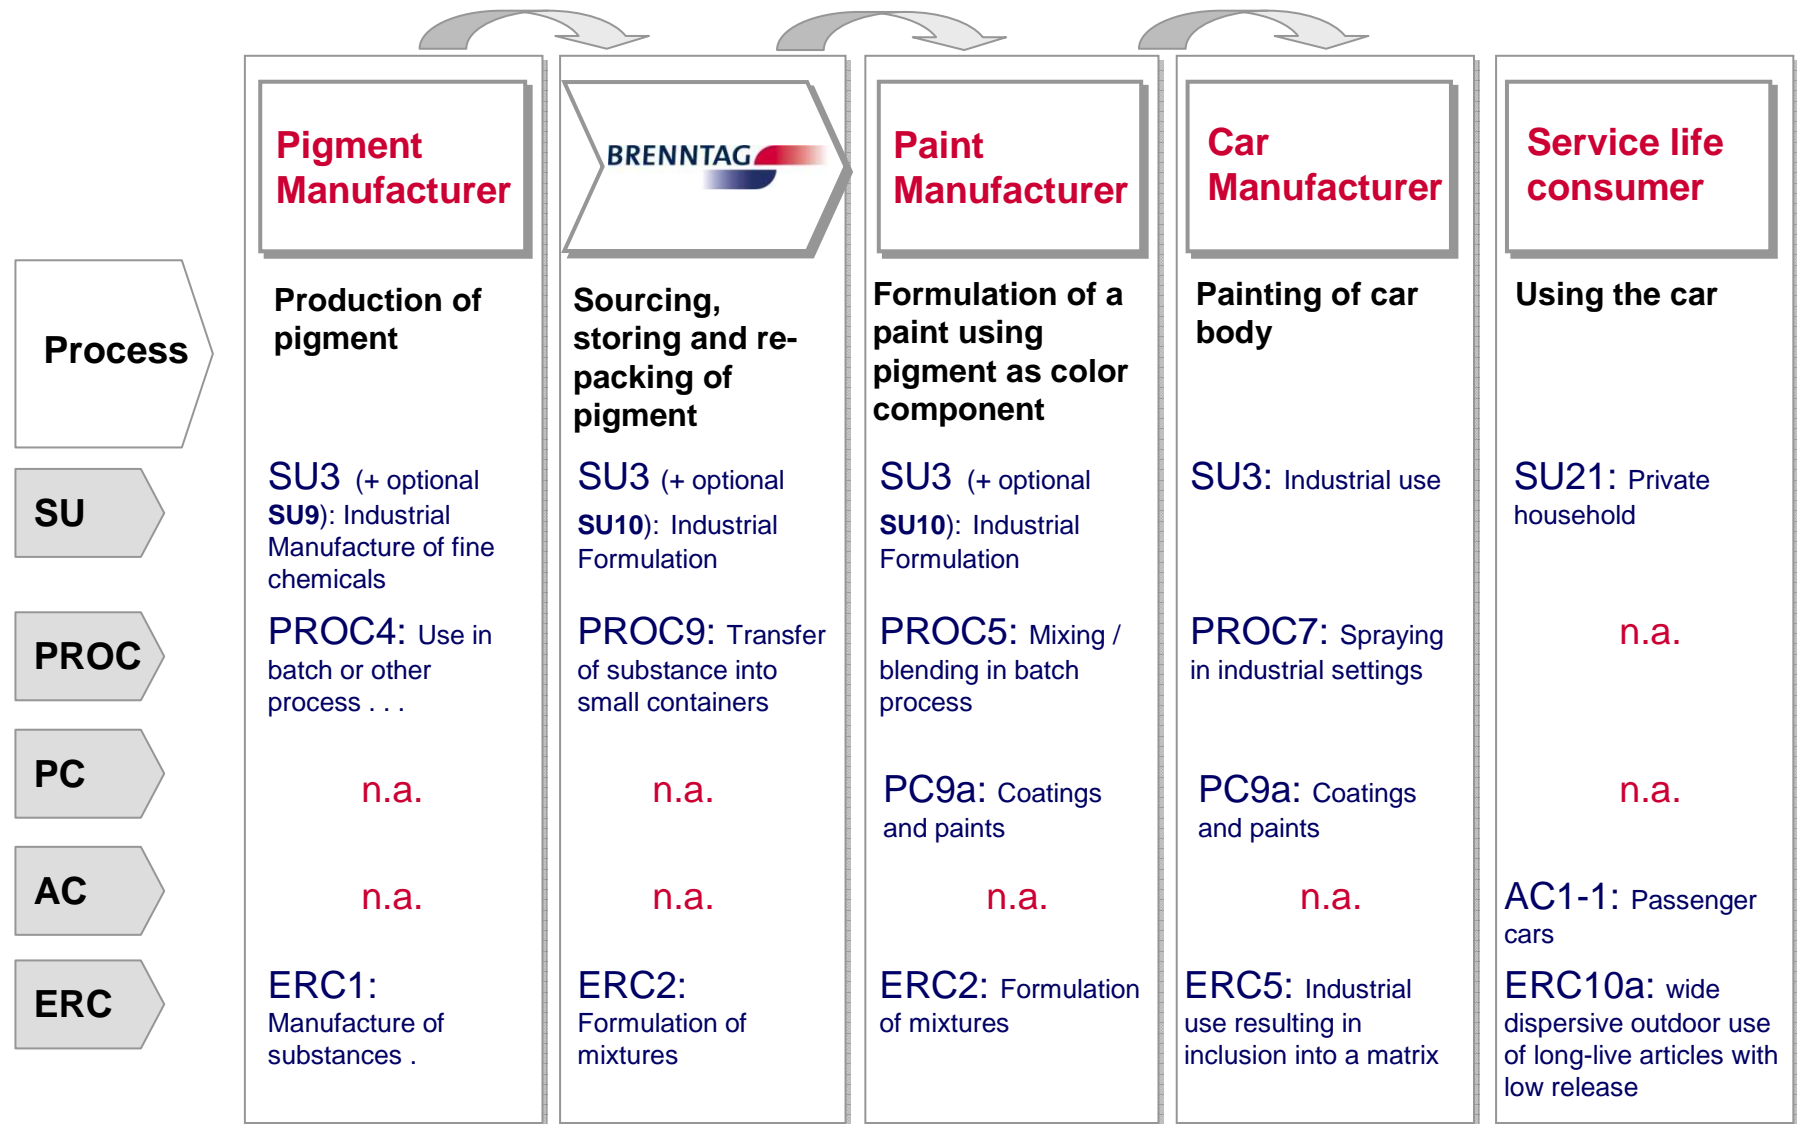 Pigment
Manufacturer
BRENNTAG
Paint
Manufacturer
Car
Manufacturer
Service life
consumer
Process
Production of
pigment
Sourcing,
storing and re-
packing of
pigment
Formulation of a
paint using
pigment as color
component
Painting of car
body
Using the car
SU
SU3 (+ optional
SU9): Industrial
Manufacture of fine
chemicals
SU3 (+ optional
SU10): Industrial
Formulation
SU3 (+ optional
SU10): Industrial
Formulation
SU3: Industrial use
SU21: Private
household
PROC
PROC4: Use in
batch or other
process . . .
PROC9: Transfer
of substance into
small containers
PROC5: Mixing /
blending in batch
process
PROC7: Spraying
in industrial settings
n.a.
PC
n.a.
n.a.
PC9a: Coatings
and paints
PC9a: Coatings
and paints
n.a.
AC
n.a.
n.a.
n.a.
n.a.
AC1-1: Passenger
cars
ERC
ERC1:
Manufacture of
substances .
ERC2:
Formulation of
mixtures
ERC2: Formulation
of mixtures
ERC5: Industrial
use resulting in
inclusion into a matrix
ERC10a: wide
dispersive outdoor use
of long-live articles with
low release